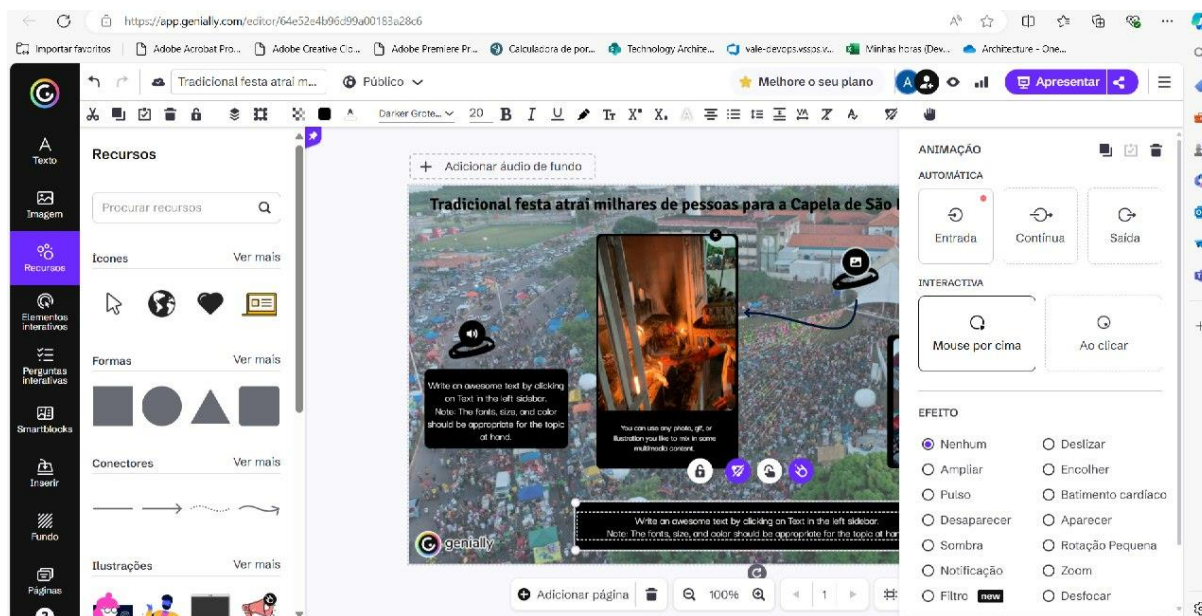 https://app.genially.com/editor/64e52e4b96d99a00183a28c6
Importar favoritos
Adobe Acrobat Pro...
Adobe Creative Clo...
Adobe Premiere Pr...
Calculadora de por...
Technology Archite...
vale-devops.vssps.v...
Minhas horas (Dev...
Architecture - One...
Tradicional festa atrai m...
Público
Melhore o seu plano
A
Apresentar
Darker Grote...
20
B I U
Texto
Imagem
Recursos
Elementos
interativos
Perguntas
interativas
Smartblocks
Inserir
Fundo
Páginas
Recursos
Procurar recursos
Ícones
Ver mais
Formas
Ver mais
Conectores
Ver mais
Ilustrações
Ver mais
+ Adicionar áudio de fundo
Tradicional festa atrai milhares de pessoas para a Capela de São
Write an awesome text by clicking
on Text in the left sidebar.
Note: The fonts, size, and color
should be appropriate for the topic
at hand.
You can use any photo, gif, or
illustration you like to mix in some
multimedia content.
Write an awesome text by clicking on Text in the left sidebar.
Note: The fonts, size, and color should be appropriate for the topic at han
genially
Adicionar página
100%
1
ANIMAÇÃO
AUTOMÁTICA
Entrada
Contínua
Saída
INTERACTIVA
Mouse por cima
Ao clicar
EFEITO
Nenhum
Deslizar
Ampliar
Encolher
Pulso
Batimento cardíaco
Desaparecer
Aparecer
Sombra
Rotação Pequena
Notificação
Zoom
Filtro new
Desfocar